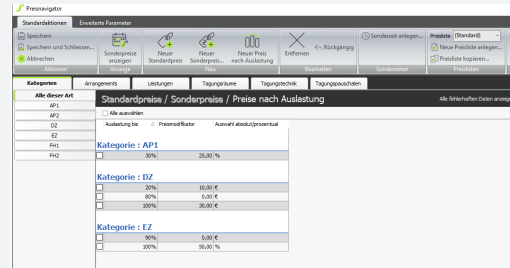 Preisnavigator
Standardaktionen Erweiterte Parameter
Speichern
Speichern und Schliessen...
Abbrechen
Aktionen
Sonderpreise anzeigen
Anzeige
Neuer Standardpreis
Neuer Sonderpreis...
Neuer Preis nach Auslastung
Neu
Entfernen
Rückgängig
Bearbeiten
Sonderzeit anlegen...
Sonderzeiten
Preisliste (Standard)
Neue Preisliste anlegen...
Preisliste kopieren...
Preislisten
Kategorien Arrangements Leistungen Tagungsräume Tagungstechnik Tagungspauschalen
Alle dieser Art
AP1
AP2
DZ
EZ
FH1
FH2
Standardpreise / Sonderpreise / Preise nach Auslastung
Alle fehlerhaften Daten anzeige
Alle auswählen
Auslastung bis Preismodifikator Auswahl absolut/prozentual
Kategorie : AP1
30% 25,00 %
Kategorie : DZ
20% 10,00 €
80% 0,00 €
100% 30,00 €
Kategorie : EZ
90% 0,00 €
100% 50,00 %